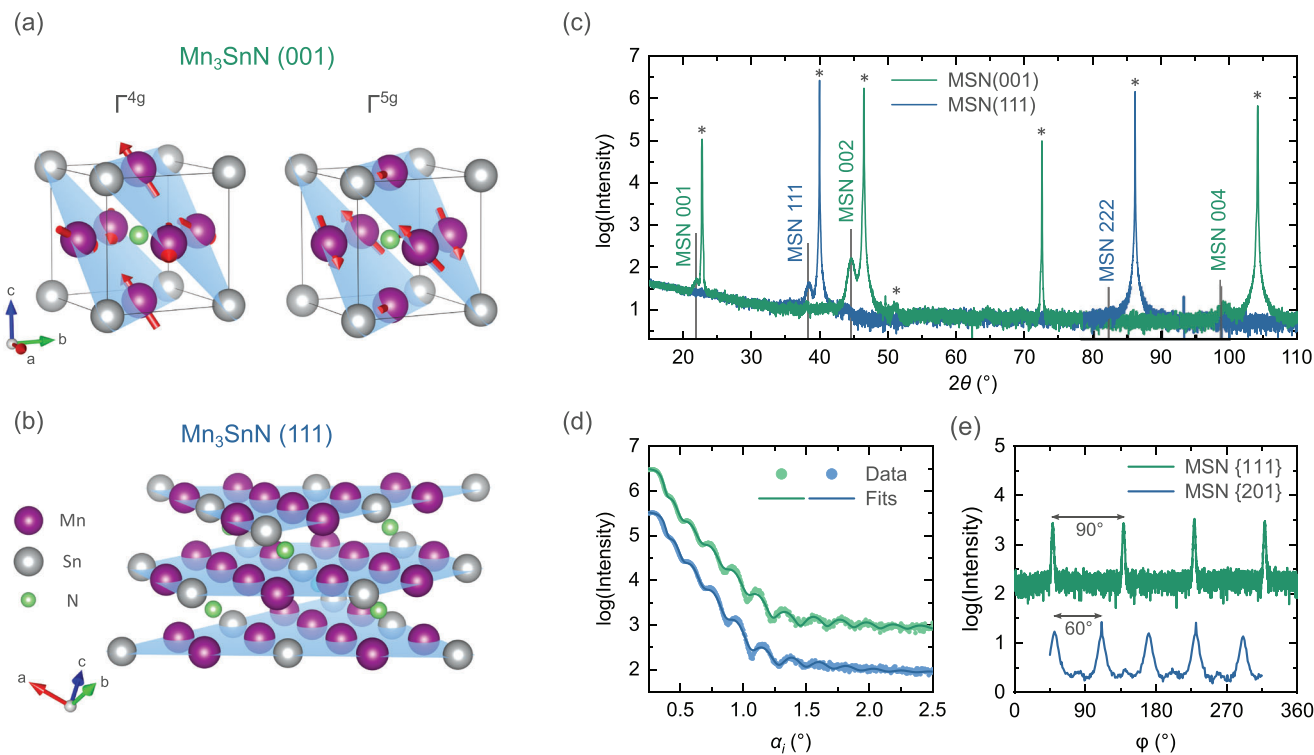 (a)
Mn₃SnN (001)
Γ⁴ᵍ
Γ⁵ᵍ
c
b
a
(b)
Mn₃SnN (111)
Mn
Sn
N
a
c
b
(c)
log(Intensity)
7
6
5
4
3
2
1
MSN 001
*
MSN 111
*
MSN 002
*
*
*
MSN 222
*
MSN 004
*
MSN(001)
MSN(111)
20 30 40 50 60 70 80 90 100 110
2θ (°)
(d)
log(Intensity)
7
6
5
4
3
2
1
Data
Fits
0.5 1.0 1.5 2.0 2.5
αᵢ (°)
(e)
log(Intensity)
5
4
3
2
1
0
MSN {111}
MSN {201}
90°
60°
0 90 180 270 360
φ (°)